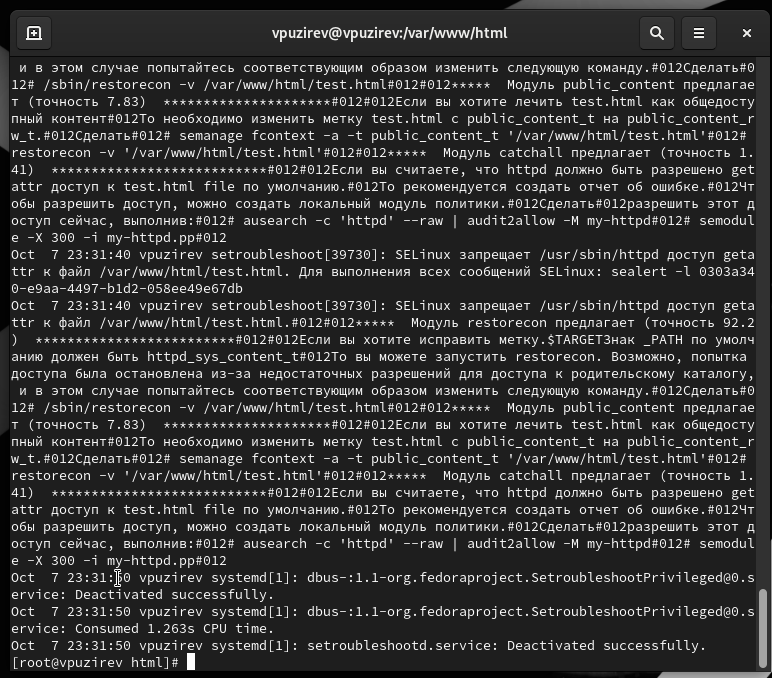 vpuzirev@vpuzirev:/var/www/html
и в этом случае попытайтесь соответствующим образом изменить следующую команду.#012Сделать#0
12# /sbin/restorecon -v /var/www/html/test.html#012#012*****  Модуль public_content предлагае
т (точность 7.83)  *********************#012#012Если вы хотите лечить test.html как общедосту
пный контент#012То необходимо изменить метку test.html с public_content_t на public_content_r
w_t.#012Сделать#012# semanage fcontext -a -t public_content_t '/var/www/html/test.html'#012#
restorecon -v '/var/www/html/test.html'#012#012*****  Модуль catchall предлагает (точность 1.
41)  **************************#012#012Если вы считаете, что httpd должно быть разрешено get
attr доступ к test.html file по умолчанию.#012То рекомендуется создать отчет об ошибке.#012Чт
обы разрешить доступ, можно создать локальный модуль политики.#012Сделать#012разрешить этот д
оступ сейчас, выполнив:#012# ausearch -c 'httpd' --raw | audit2allow -M my-httpd#012# semodul
e -X 300 -i my-httpd.pp#012
Oct  7 23:31:40 vpuzirev setroubleshoot[39730]: SELinux запрещает /usr/sbin/httpd доступ geta
ttr к файл /var/www/html/test.html. Для выполнения всех сообщений SELinux: sealert -l 0303a34
0-e9aa-4497-b1d2-058ee49e67db
Oct  7 23:31:40 vpuzirev setroubleshoot[39730]: SELinux запрещает /usr/sbin/httpd доступ geta
ttr к файл /var/www/html/test.html.#012#012*****  Модуль restorecon предлагает (точность 92.2
)  *************************#012#012Если вы хотите исправить метку.$TARGETЗнак _PATH по умолч
анию должен быть httpd_sys_content_t#012То вы можете запустить restorecon. Возможно, попытка
доступа была остановлена из-за недостаточных разрешений для доступа к родительскому каталогу,
и в этом случае попытайтесь соответствующим образом изменить следующую команду.#012Сделать#0
12# /sbin/restorecon -v /var/www/html/test.html#012#012*****  Модуль public_content предлагае
т (точность 7.83)  *********************#012#012Если вы хотите лечить test.html как общедосту
пный контент#012То необходимо изменить метку test.html с public_content_t на public_content_r
w_t.#012Сделать#012# semanage fcontext -a -t public_content_t '/var/www/html/test.html'#012#
restorecon -v '/var/www/html/test.html'#012#012*****  Модуль catchall предлагает (точность 1.
41)  **************************#012#012Если вы считаете, что httpd должно быть разрешено get
attr доступ к test.html file по умолчанию.#012То рекомендуется создать отчет об ошибке.#012Чт
обы разрешить доступ, можно создать локальный модуль политики.#012Сделать#012разрешить этот д
оступ сейчас, выполнив:#012# ausearch -c 'httpd' --raw | audit2allow -M my-httpd#012# semodul
e -X 300 -i my-httpd.pp#012
Oct  7 23:31:50 vpuzirev systemd[1]: dbus-:1.1-org.fedoraproject.SetroubleshootPrivileged@0.s
ervice: Deactivated successfully.
Oct  7 23:31:50 vpuzirev systemd[1]: dbus-:1.1-org.fedoraproject.SetroubleshootPrivileged@0.s
ervice: Consumed 1.263s CPU time.
Oct  7 23:31:50 vpuzirev systemd[1]: setroubleshootd.service: Deactivated successfully.
[root@vpuzirev html]#